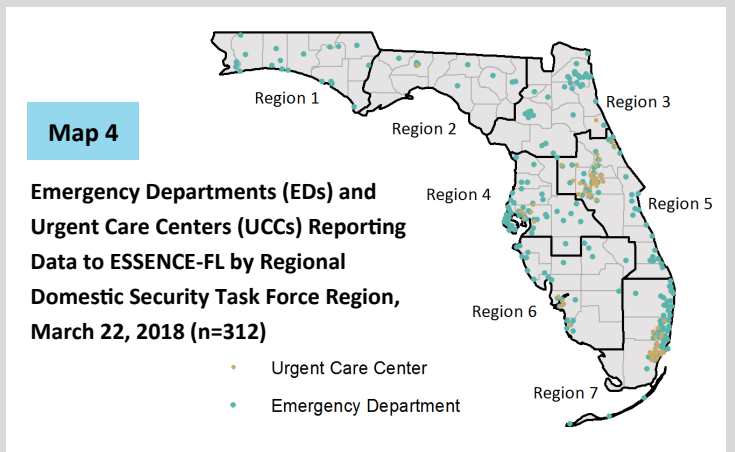 Map 4
Emergency Departments (EDs) and
Urgent Care Centers (UCCs) Reporting
Data to ESSENCE-FL by Regional
Domestic Security Task Force Region,
March 22, 2018 (n=312)
Urgent Care Center
Emergency Department
Region 1
Region 2
Region 3
Region 4
Region 5
Region 6
Region 7